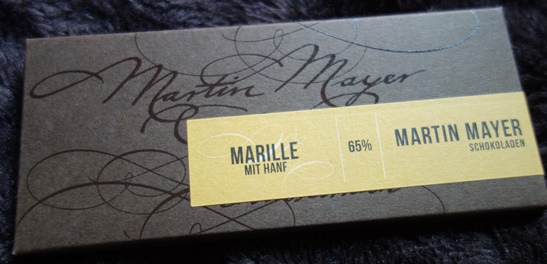 Martin Mayer
MARILLE
MIT HANF
65%
MARTIN MAYER
SCHOKOLADEN